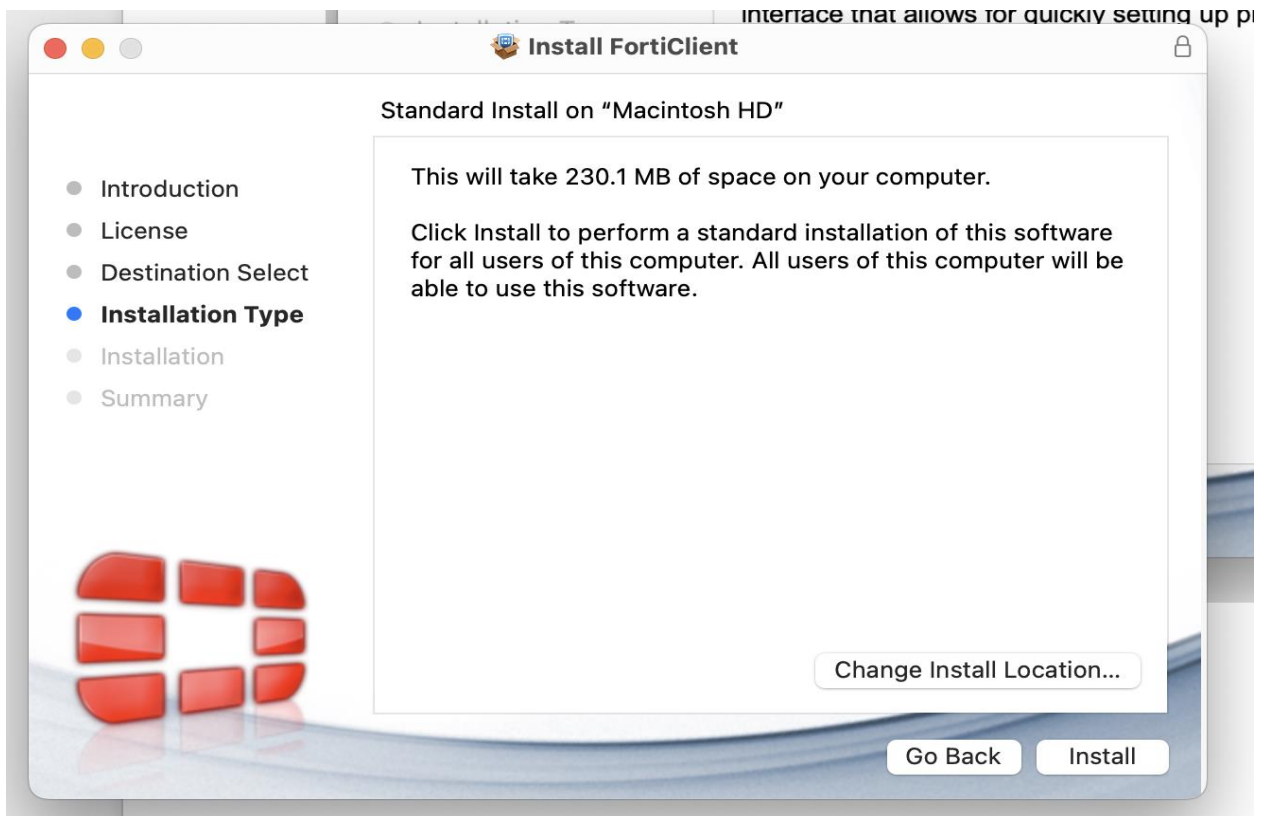 interface that allows for quickly setting up
Install FortiClient
Standard Install on “Macintosh HD”
Introduction
License
Destination Select
Installation Type
Installation
Summary
This will take 230.1 MB of space on your computer.
Click Install to perform a standard installation of this software
for all users of this computer. All users of this computer will be
able to use this software.
Change Install Location...
Go Back
Install